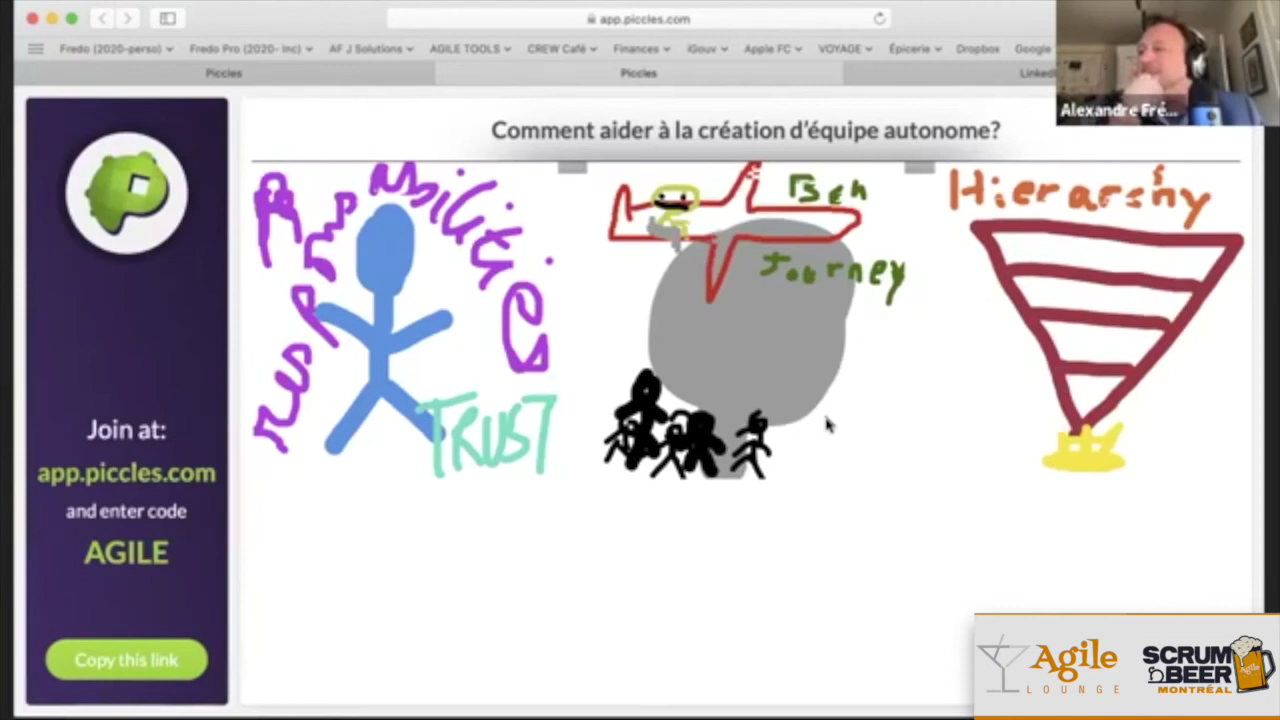 app.piccles.com
Fredo (2020-perso)
Fredo Pro (2020- Inc)
AF J Solutions
AGILE TOOLS
CREW Café
Finances
iGouv
Apple FC
VOYAGE
Épicerie
Dropbox
Google
Piccles
Piccles
LinkedI
Alexandre Fré...
Comment aider à la création d'équipe autonome?
TRUST
Journey
Hierarchy
Join at:
app.piccles.com
and enter code
AGILE
Copy this link
Agile
LOUNGE
SCRUM
BEER
MONTRÉAL
Agile